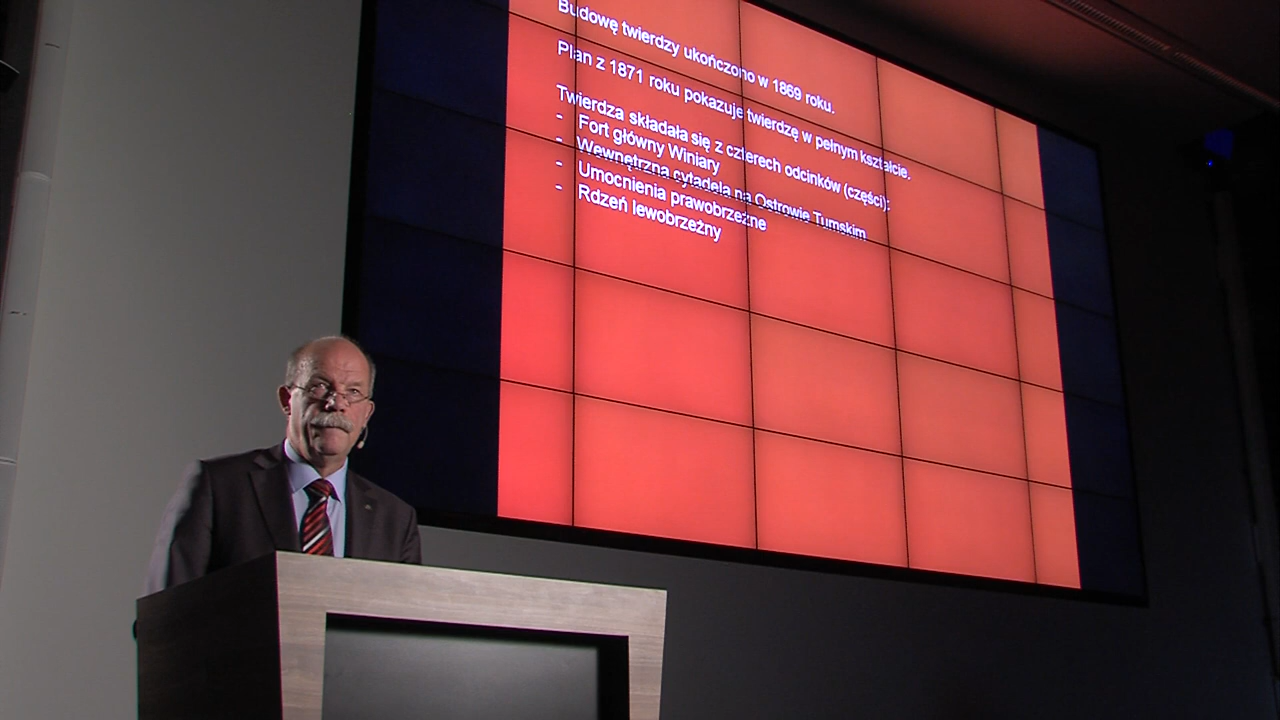 Budowę twierdzy ukończono w 1869 roku.
Plan z 1871 roku pokazuje twierdzę w pełnym kształcie.
Twierdza składała się z czterech odcinków (części):
- Fort główny Winiary
- Wewnętrzna cytadela na Ostrowie Tumskim
- Umocnienia prawobrzeżne
- Rdzeń lewobrzeżny